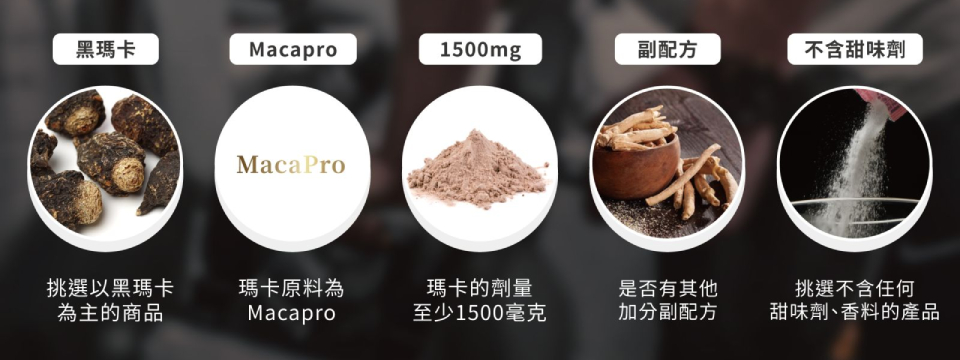 黑瑪卡
Macapro
1500mg
副配方
不含甜味劑
MacaPro
挑選以黑瑪卡
為主的商品
瑪卡原料為
Macapro
瑪卡的劑量
至少1500毫克
是否有其他
加分副配方
挑選不含任何
甜味劑、香料的產品